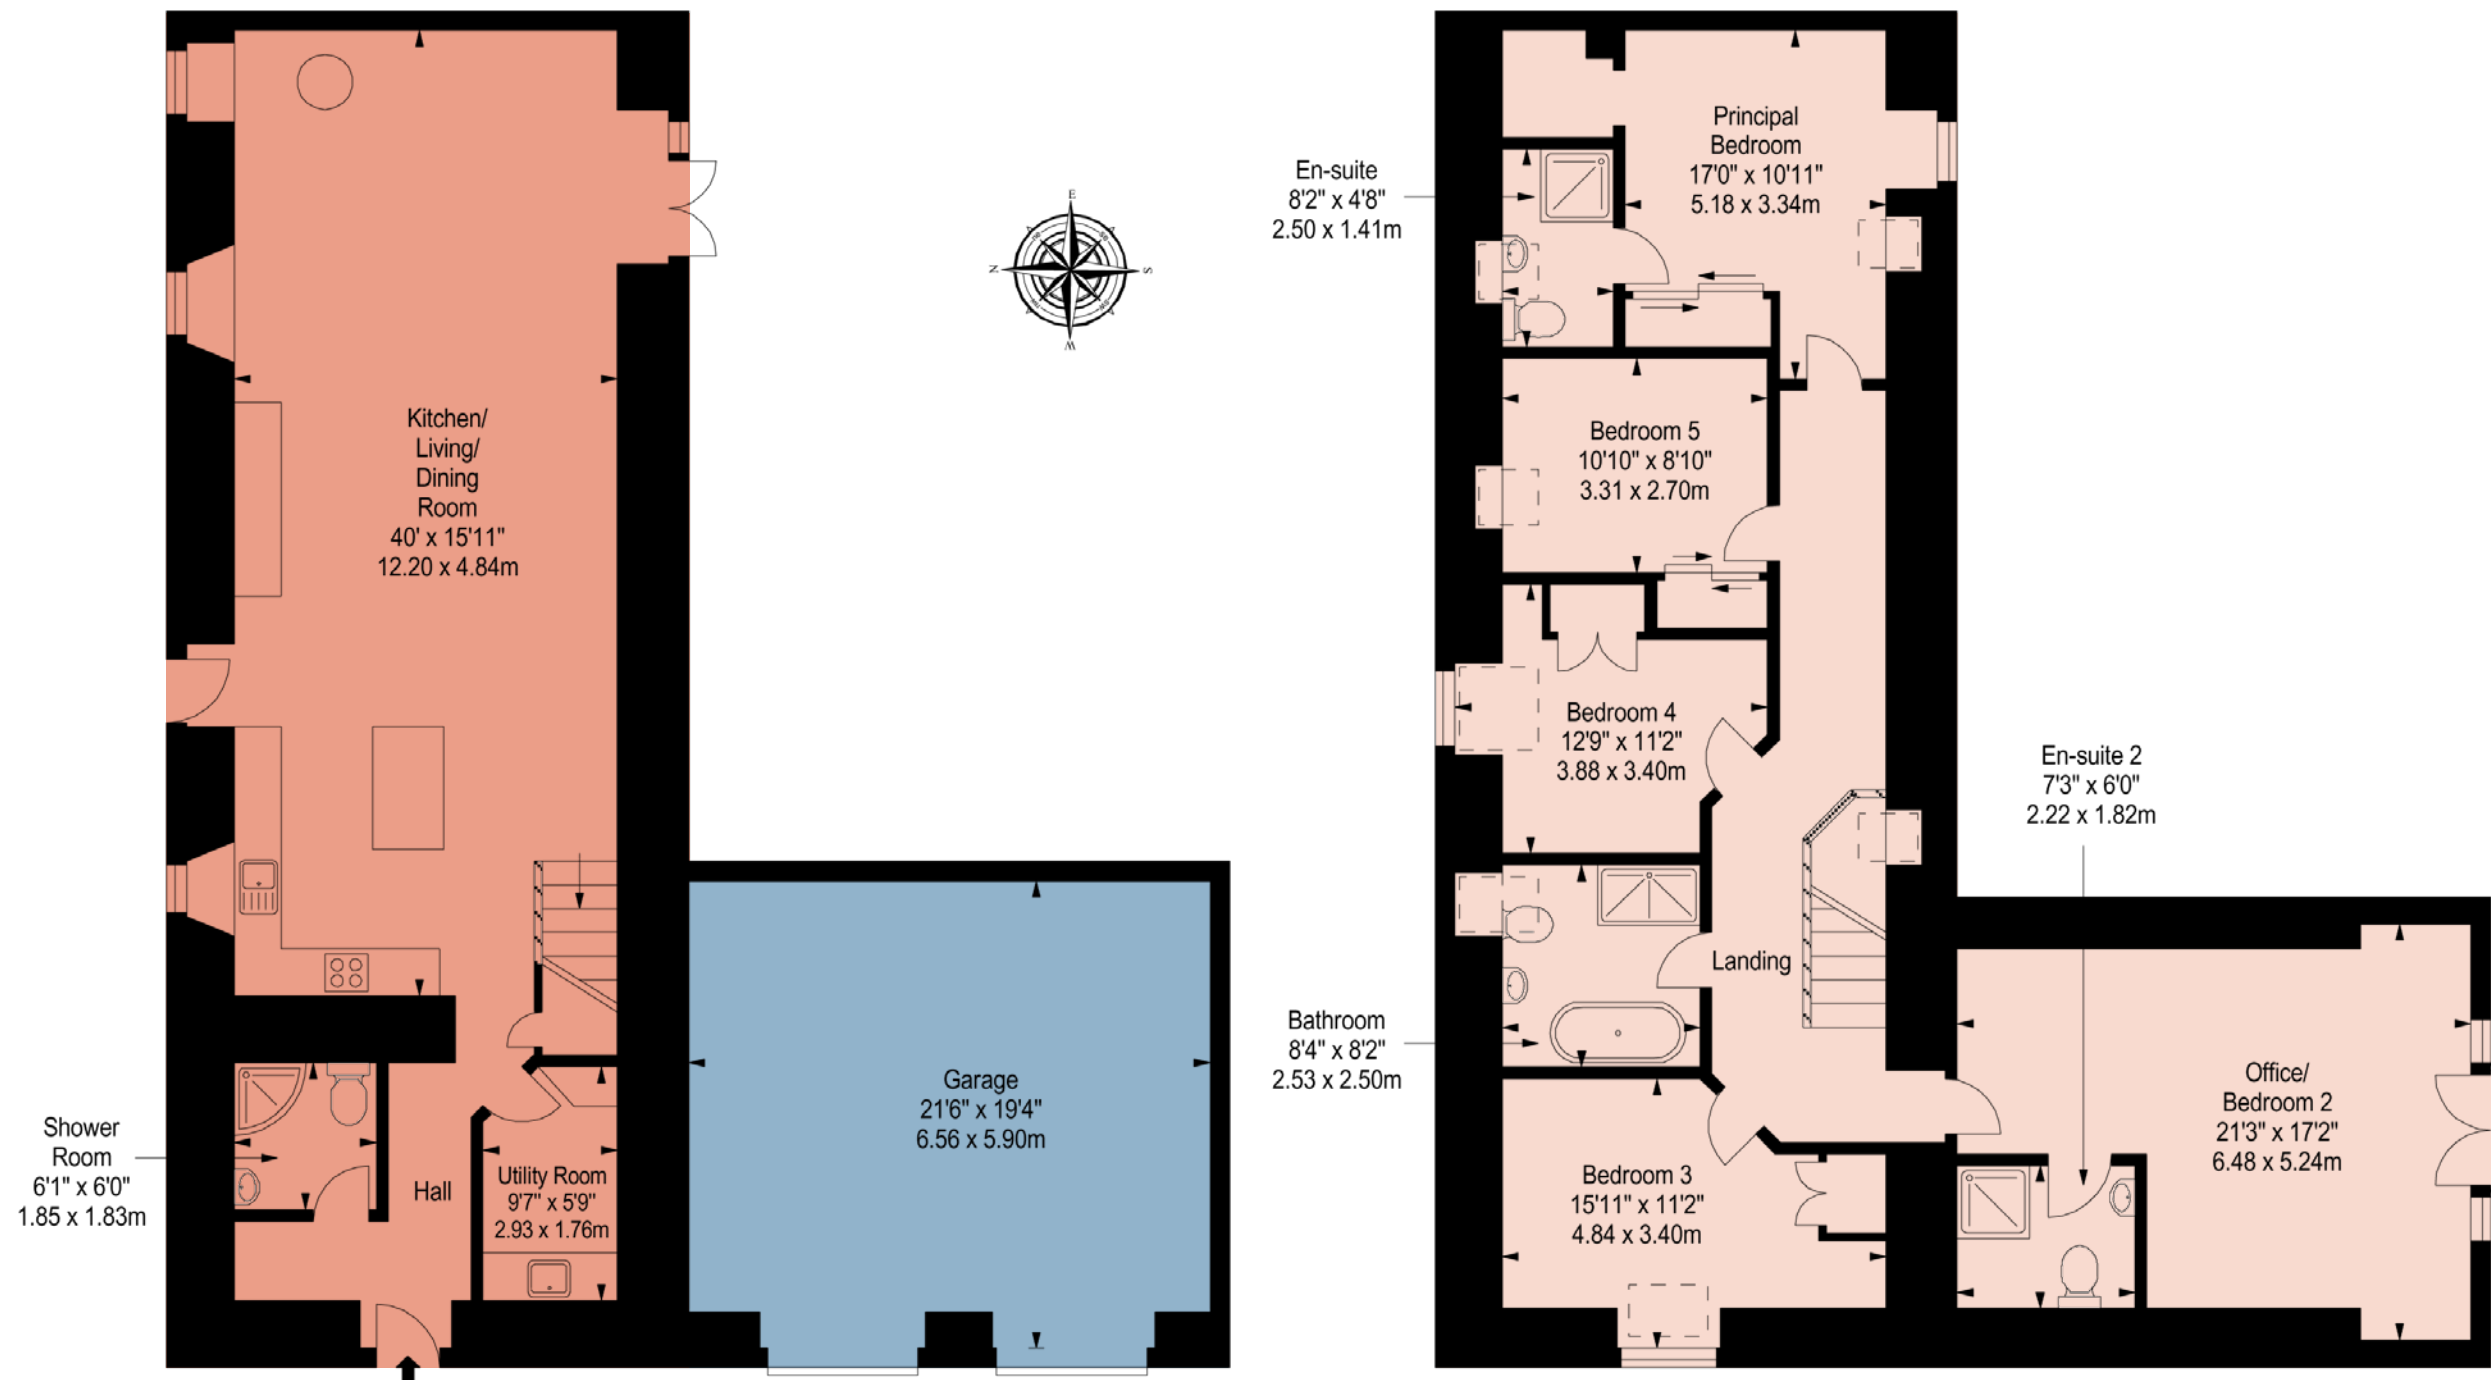 Kitchen/
Living/
Dining
Room
40' x 15'11"
12.20 x 4.84m
Shower
Room
6'1" x 6'0"
1.85 x 1.83m
Hall
Utility Room
9'7" x 5'9"
2.93 x 1.76m
Garage
21'6" x 19'4"
6.56 x 5.90m
E
N
S
W
En-suite
8'2" x 4'8"
2.50 x 1.41m
Principal
Bedroom
17'0" x 10'11"
5.18 x 3.34m
Bedroom 5
10'10" x 8'10"
3.31 x 2.70m
Bedroom 4
12'9" x 11'2"
3.88 x 3.40m
En-suite 2
7'3" x 6'0"
2.22 x 1.82m
Landing
Bathroom
8'4" x 8'2"
2.53 x 2.50m
Office/
Bedroom 2
21'3" x 17'2"
6.48 x 5.24m
Bedroom 3
15'11" x 11'2"
4.84 x 3.40m